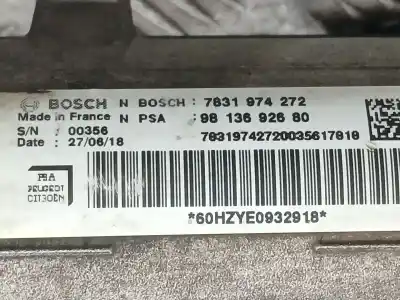 BOSCH N BOSCH : 7831 974 272
Made in France N PSA : 98 136 926 80
S/N : 00356 78319742720035617818
Date : 27/06/18
PSA
PEUGEOT
CITROËN
*60HZYE0932918*